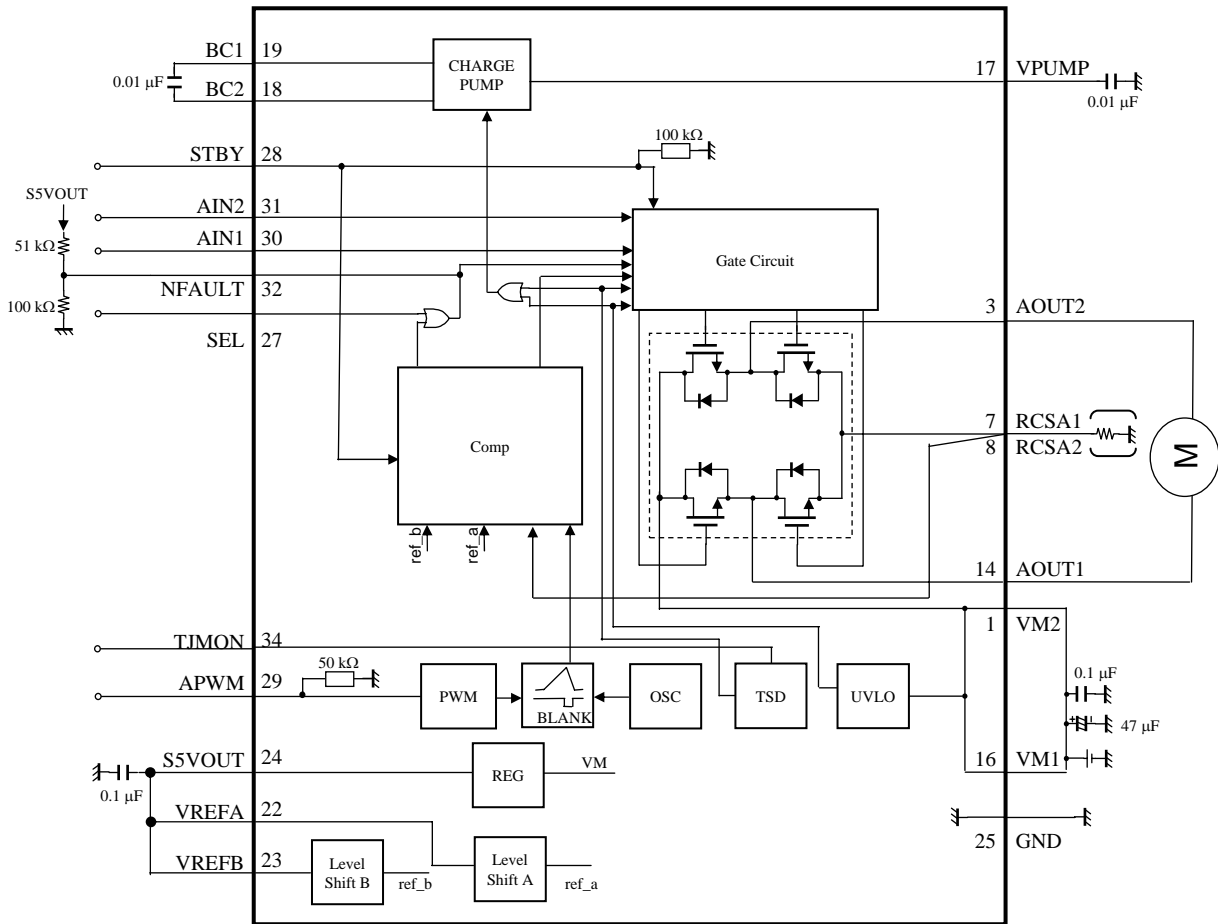 BC1
19
0.01 µF
BC2
18
CHARGE
PUMP
17
VPUMP
0.01 µF
STBY
28
100 kΩ
S5VOUT
AIN2
31
51 kΩ
AIN1
30
Gate Circuit
NFAULT
32
100 kΩ
SEL
27
3
AOUT2
Comp
7
RCSA1
8
RCSA2
M
ref_b
ref_a
14
AOUT1
1
VM2
TJMON
34
50 kΩ
APWM
29
PWM
BLANK
OSC
TSD
UVLO
0.1 µF
+
47 µF
16
VM1
S5VOUT
24
REG
VM
0.1 µF
VREFA
22
25
GND
VREFB
23
Level
Shift B
ref_b
Level
Shift A
ref_a